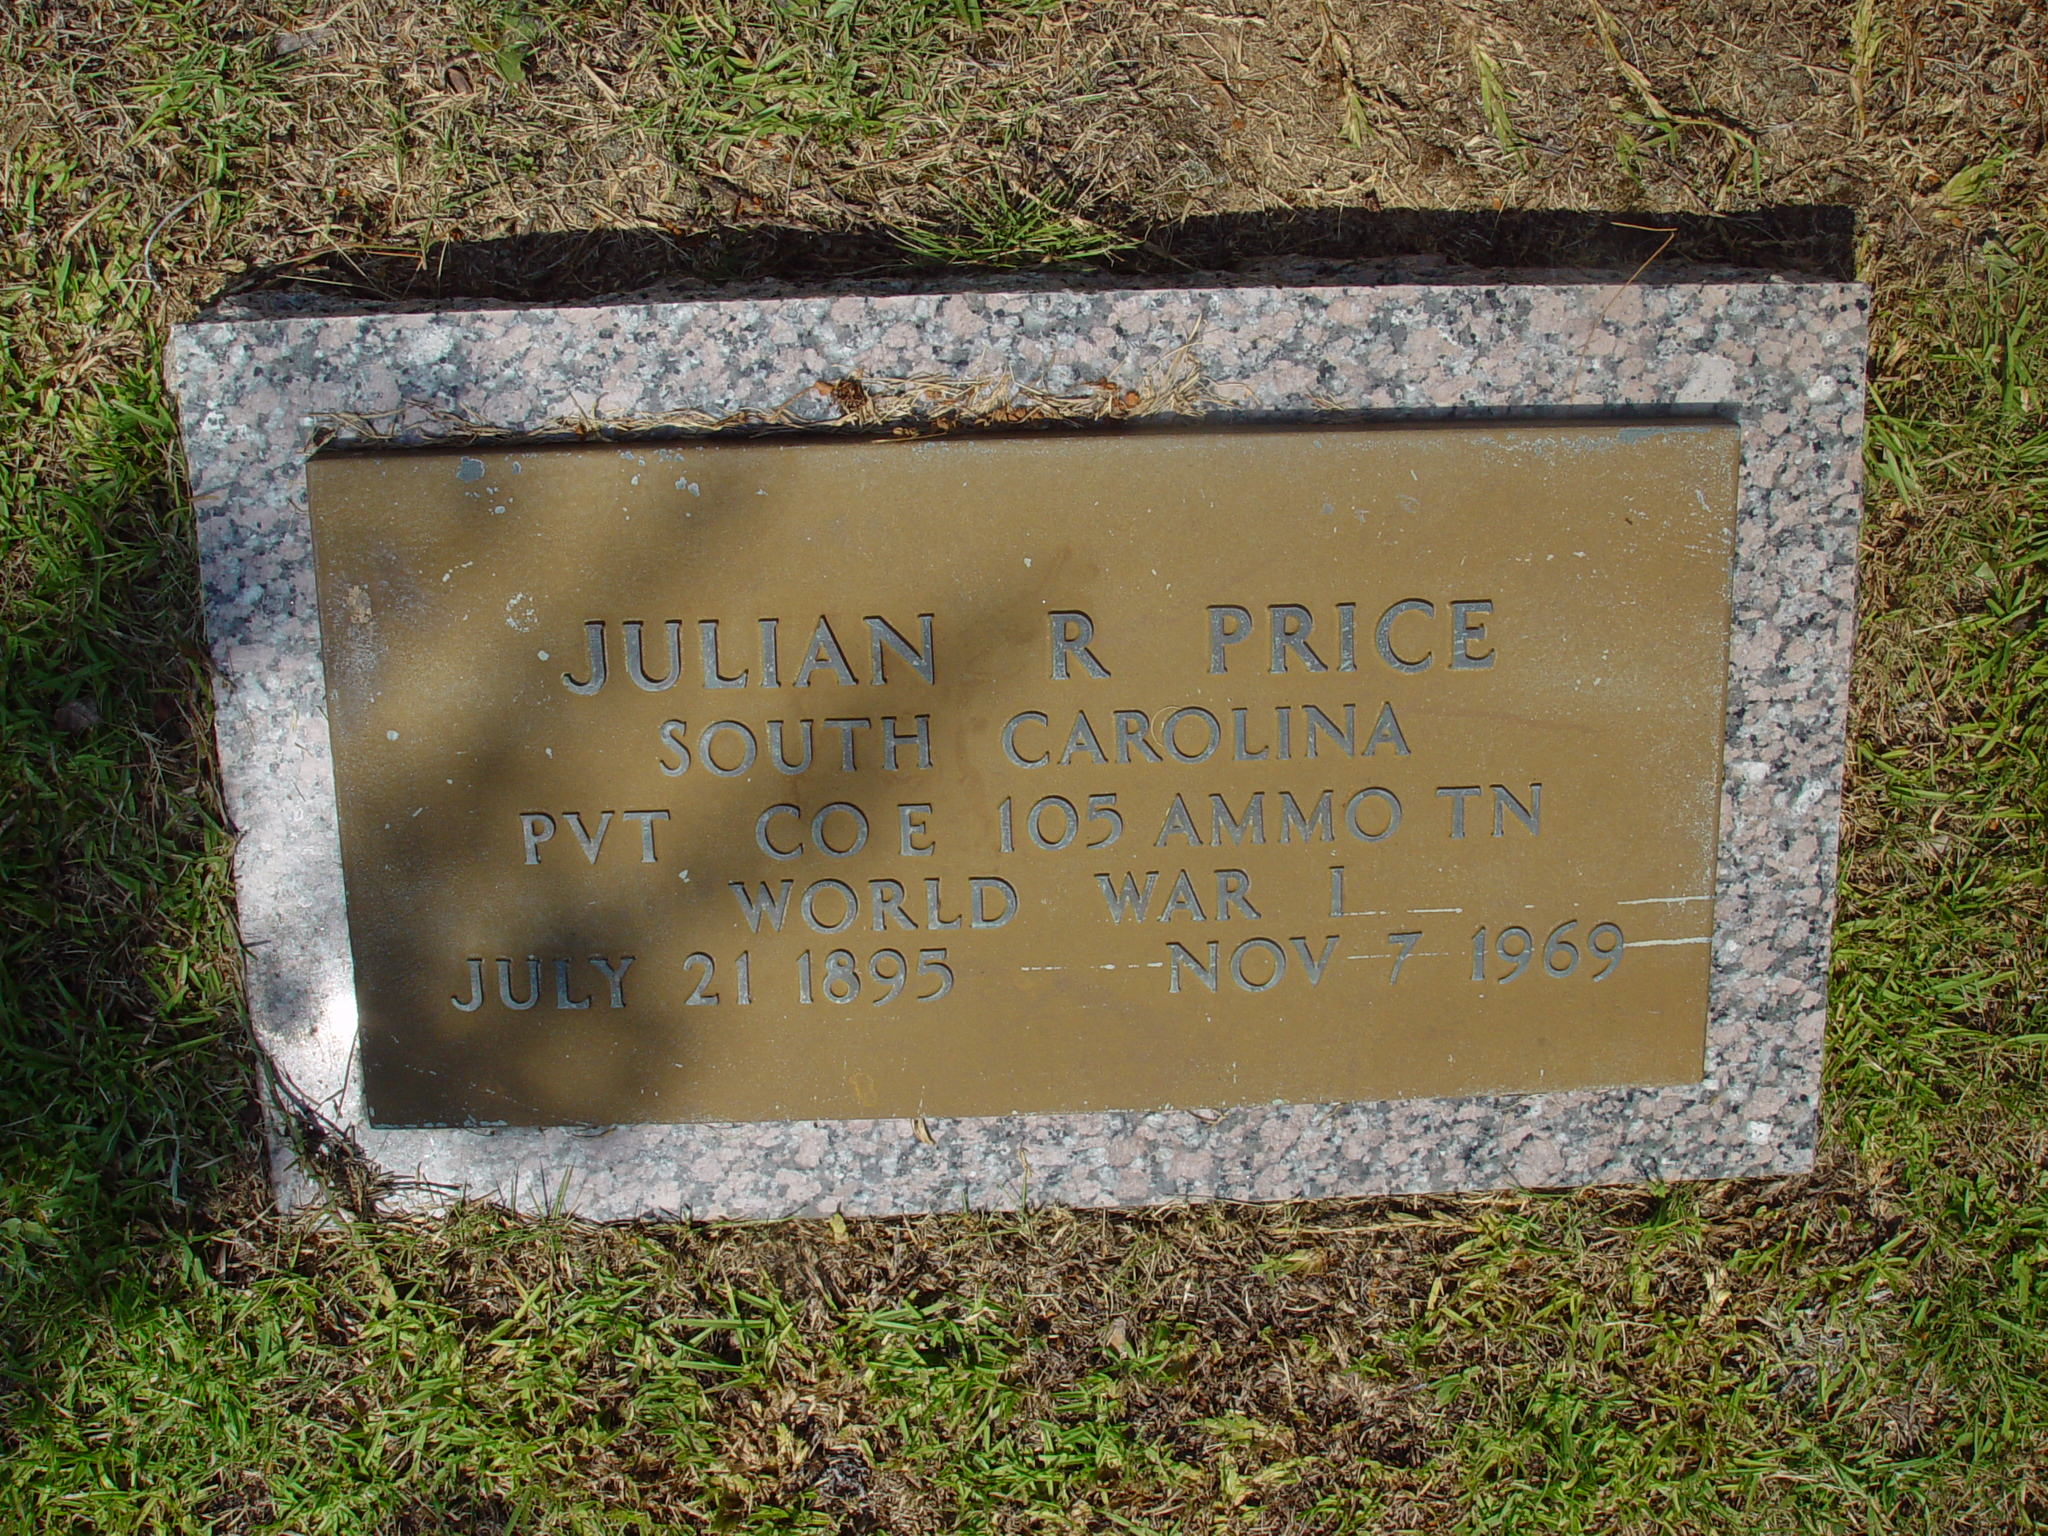 JULIAN R PRICE
SOUTH CAROLINA
PVT CO E 105 AMMO TN
WORLD WAR I
JULY 21 1895 NOV 7 1969